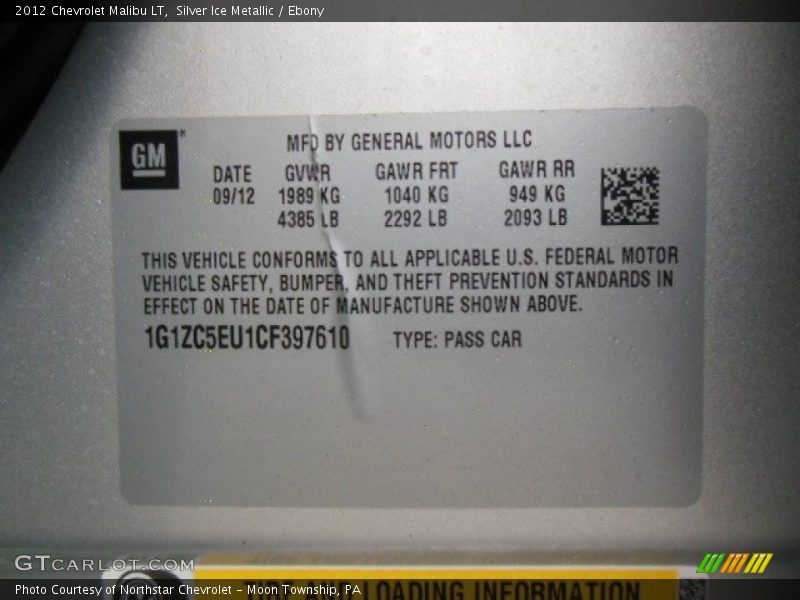 2012 Chevrolet Malibu LT, Silver Ice Metallic / Ebony
GM
MFD BY GENERAL MOTORS LLC
DATE GVWR GAWR FRT GAWR RR
09/12 1989 KG 1040 KG 949 KG
4385 LB 2292 LB 2093 LB
THIS VEHICLE CONFORMS TO ALL APPLICABLE U.S. FEDERAL MOTOR
VEHICLE SAFETY, BUMPER, AND THEFT PREVENTION STANDARDS IN
EFFECT ON THE DATE OF MANUFACTURE SHOWN ABOVE.
1G1ZC5EU1CF397610 TYPE: PASS CAR
GTCARLOT.COM
TIRE AND LOADING INFORMATION
Photo Courtesy of Northstar Chevrolet - Moon Township, PA